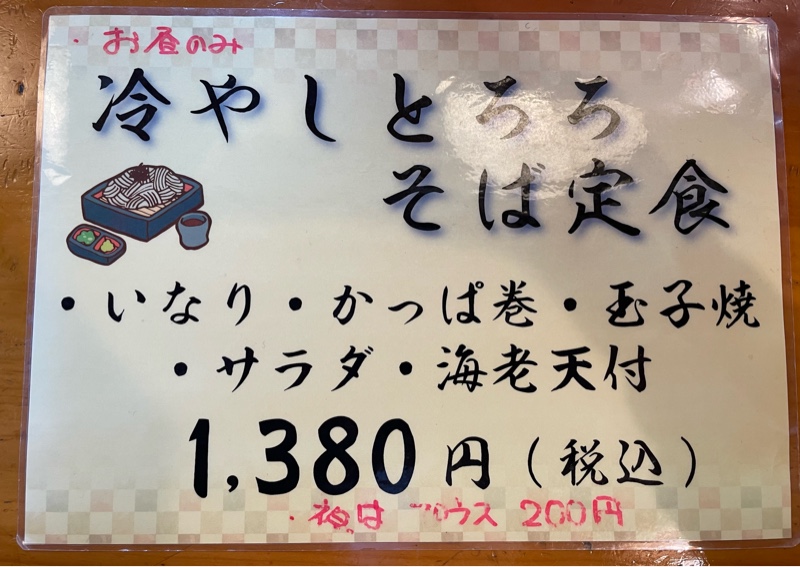 ・お昼のみ
冷やしとろろ
そば定食
・いなり・かっぱ巻・玉子焼
・サラダ・海老天付
1,380円(税込)
・夜は プラス 200円